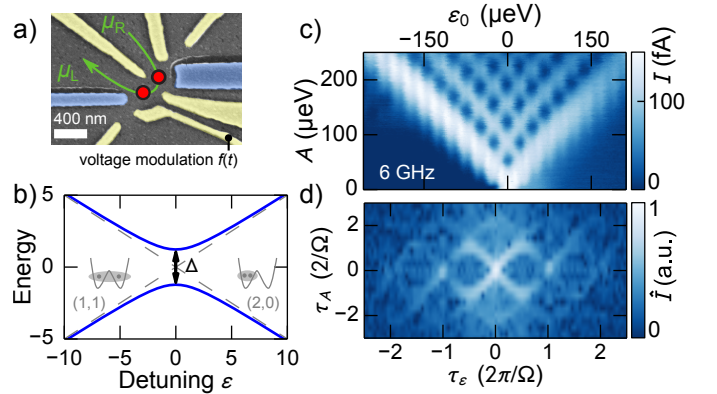 a)
μR
μL
400 nm
voltage modulation f(t)
b)
5
0
−5
Energy
Δ
(1,1)
(2,0)
−10
−5
0
5
10
Detuning ε
c)
ε0 (μeV)
−150
0
150
A (μeV)
200
100
0
6 GHz
I (fA)
100
0
d)
τA (2/Ω)
2
0
−2
−2
−1
0
1
2
τε (2π/Ω)
1
0
Î (a.u.)